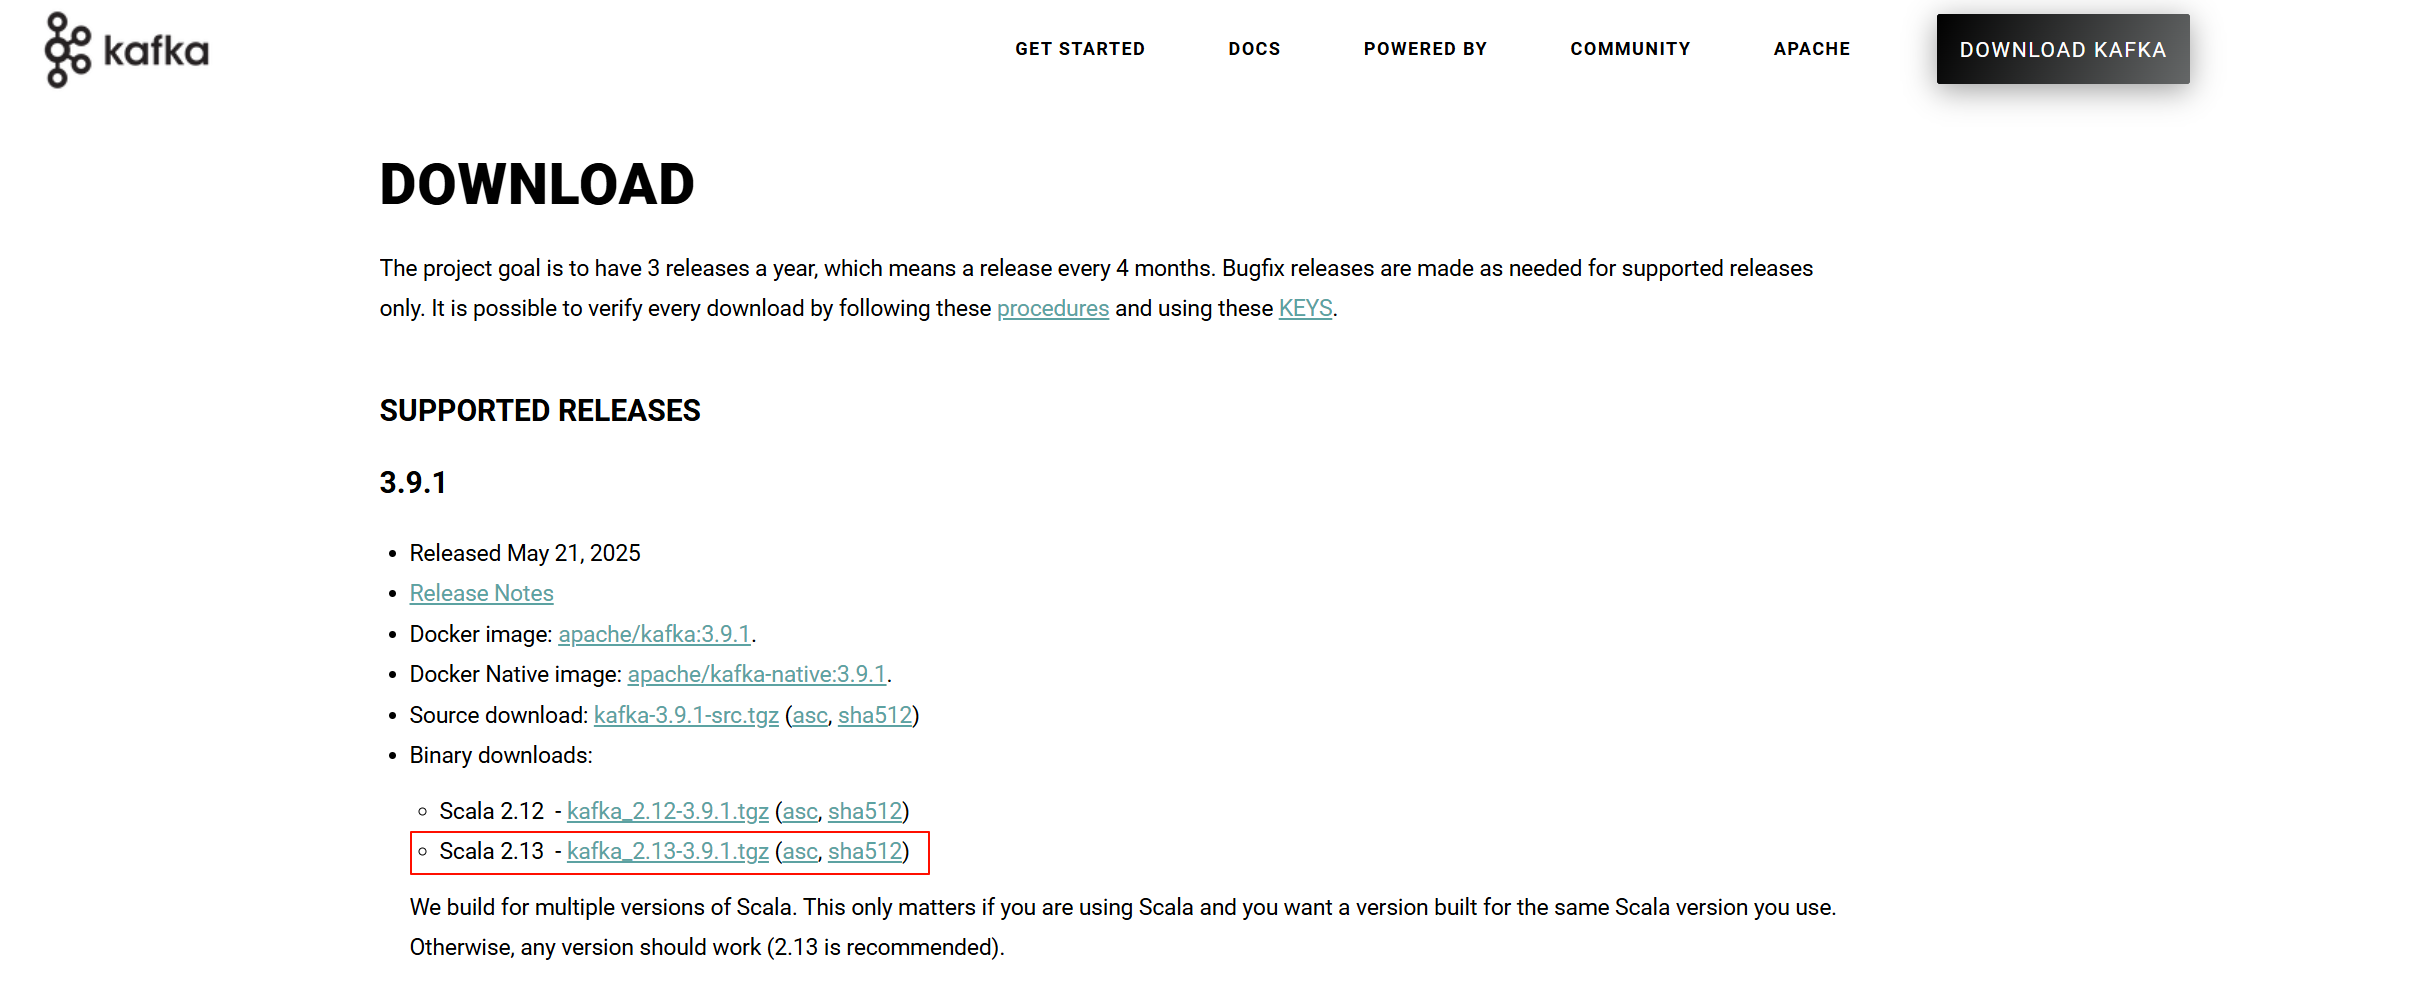 kafka
GET STARTED DOCS POWERED BY COMMUNITY APACHE DOWNLOAD KAFKA
DOWNLOAD
The project goal is to have 3 releases a year, which means a release every 4 months. Bugfix releases are made as needed for supported releases
only. It is possible to verify every download by following these procedures and using these KEYS.
SUPPORTED RELEASES
3.9.1
• Released May 21, 2025
• Release Notes
• Docker image: apache/kafka:3.9.1.
• Docker Native image: apache/kafka-native:3.9.1.
• Source download: kafka-3.9.1-src.tgz (asc, sha512)
• Binary downloads:
◦ Scala 2.12 - kafka_2.12-3.9.1.tgz (asc, sha512)
◦ Scala 2.13 - kafka_2.13-3.9.1.tgz (asc, sha512)
We build for multiple versions of Scala. This only matters if you are using Scala and you want a version built for the same Scala version you use.
Otherwise, any version should work (2.13 is recommended).